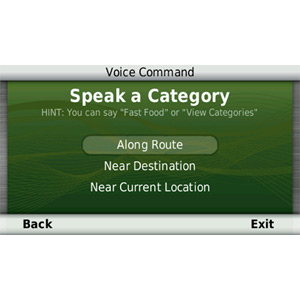 Voice Command
Speak a Category
HINT: You can say "Fast Food" or "View Categories"
Along Route
Near Destination
Near Current Location
Back Exit